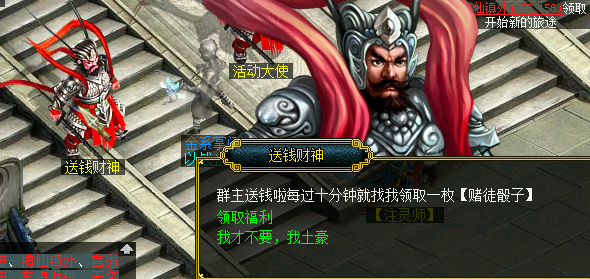 领取
开始新的旅途
活动大使
送钱财神
送钱财神
群主送钱啦每过十分钟就找我领取一枚【赌徒骰子】
领取福利
【注灵师】
我才不要，我土豪